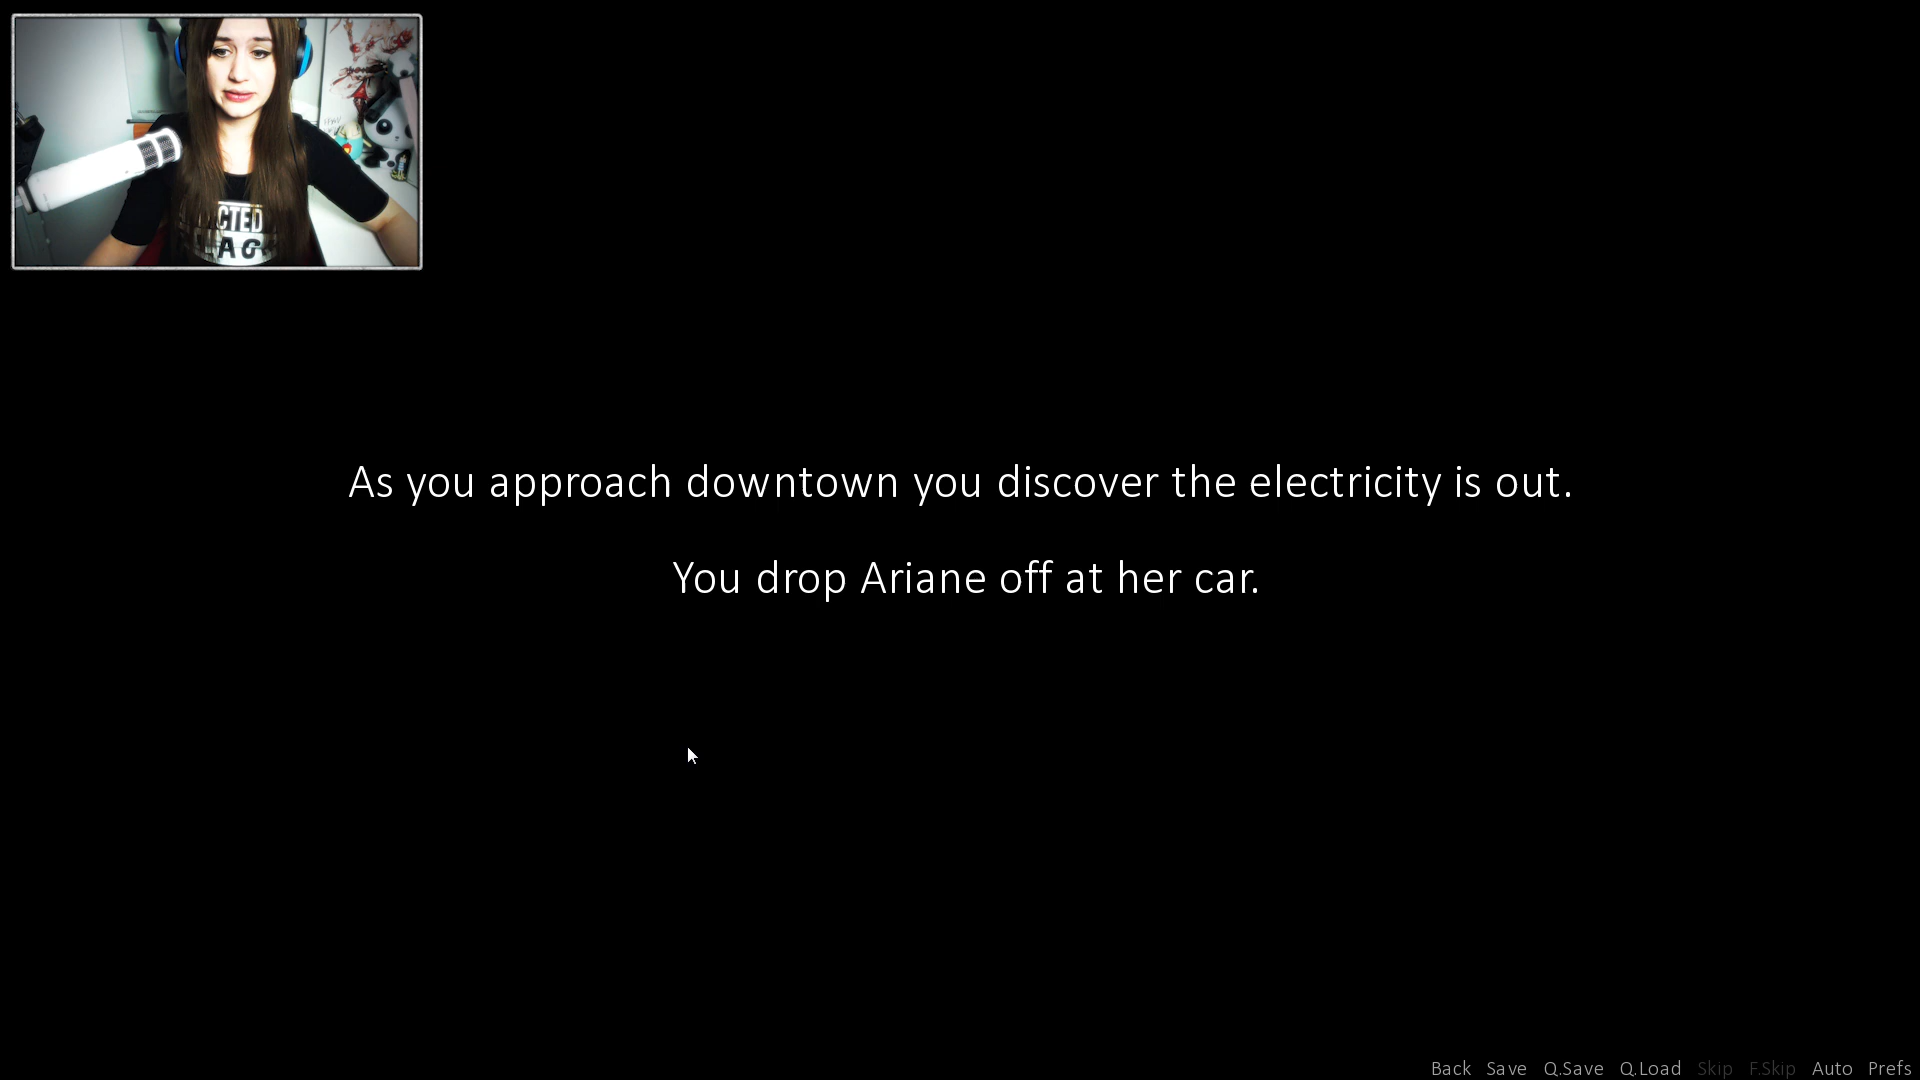 CTED
As you approach downtown you discover the electricity is out.
You drop Ariane off at her car.
Back Save Q.Save Q.Load Skip F.Skip Auto Prefs